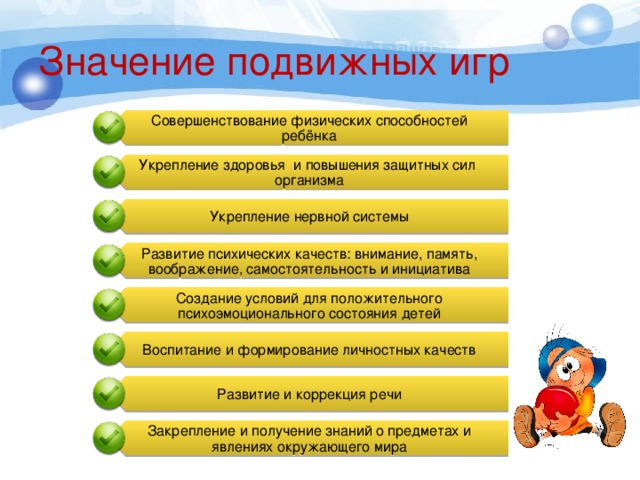 Значение подвижных игр
Совершенствование физических способностей
ребёнка
Укрепление здоровья и повышения защитных сил
организма
Укрепление нервной системы
Развитие психических качеств: внимание, память,
воображение, самостоятельность и инициатива
Создание условий для положительного
психоэмоционального состояния детей
Воспитание и формирование личностных качеств
Развитие и коррекция речи
Закрепление и получение знаний о предметах и
явлениях окружающего мира